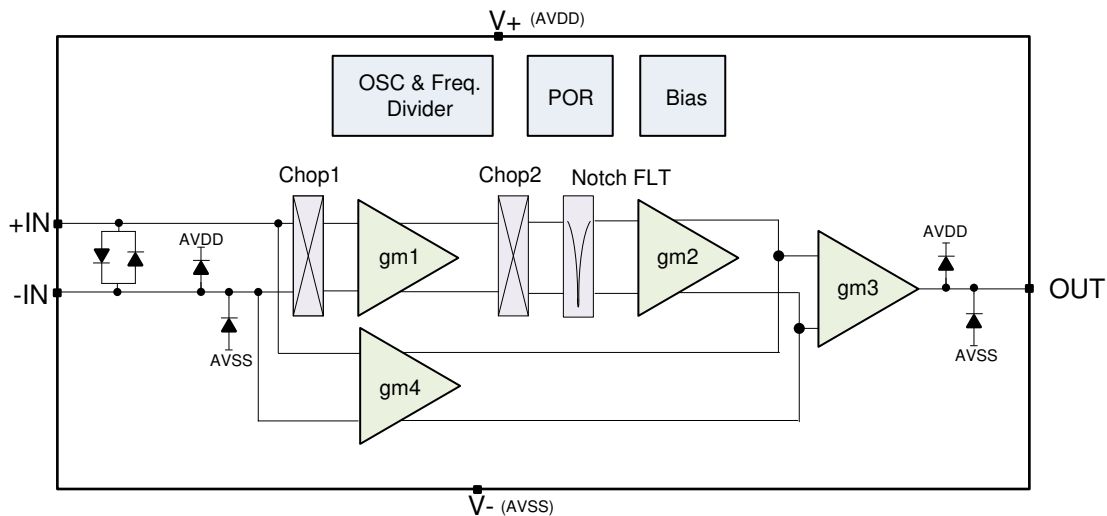 V+ (AVDD)
OSC & Freq.
Divider
POR
Bias
Chop1
Chop2
Notch FLT
+IN
AVDD
gm1
gm2
AVDD
-IN
gm3
OUT
AVSS
AVSS
gm4
V- (AVSS)